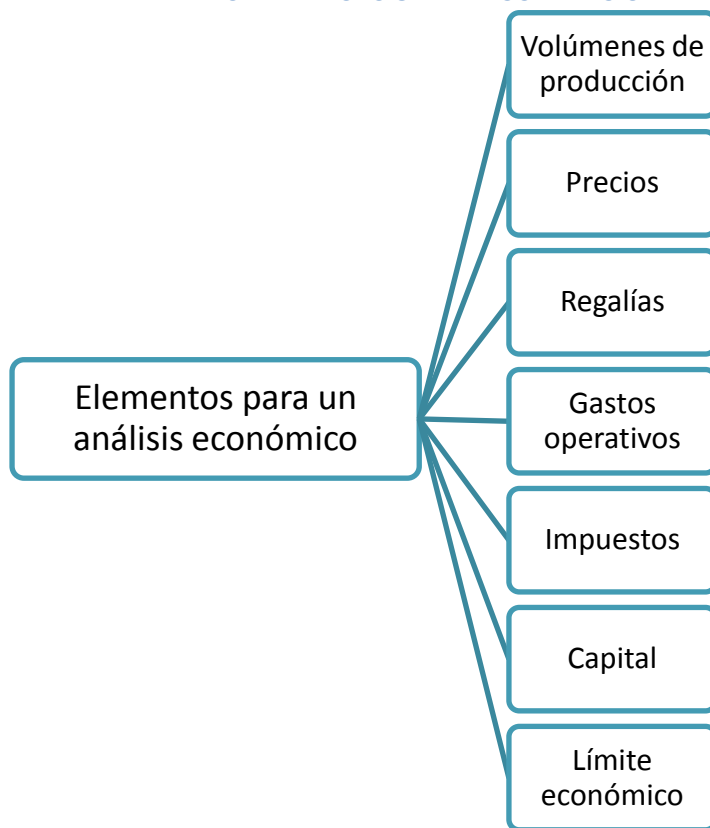 Volúmenes de
producción
Precios
Regalías
Elementos para un
análisis económico
Gastos
operativos
Impuestos
Capital
Límite
económico